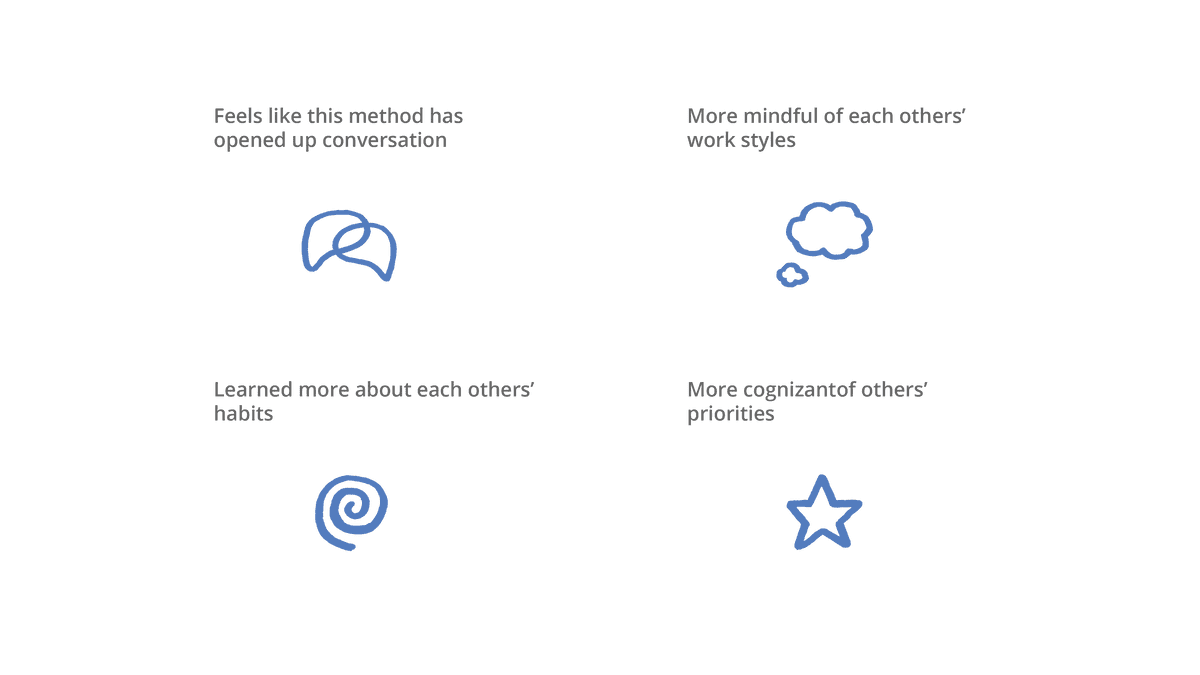 Feels like this method has
opened up conversation
More mindful of each others’
work styles
Learned more about each others’
habits
More cognizantof others’
priorities